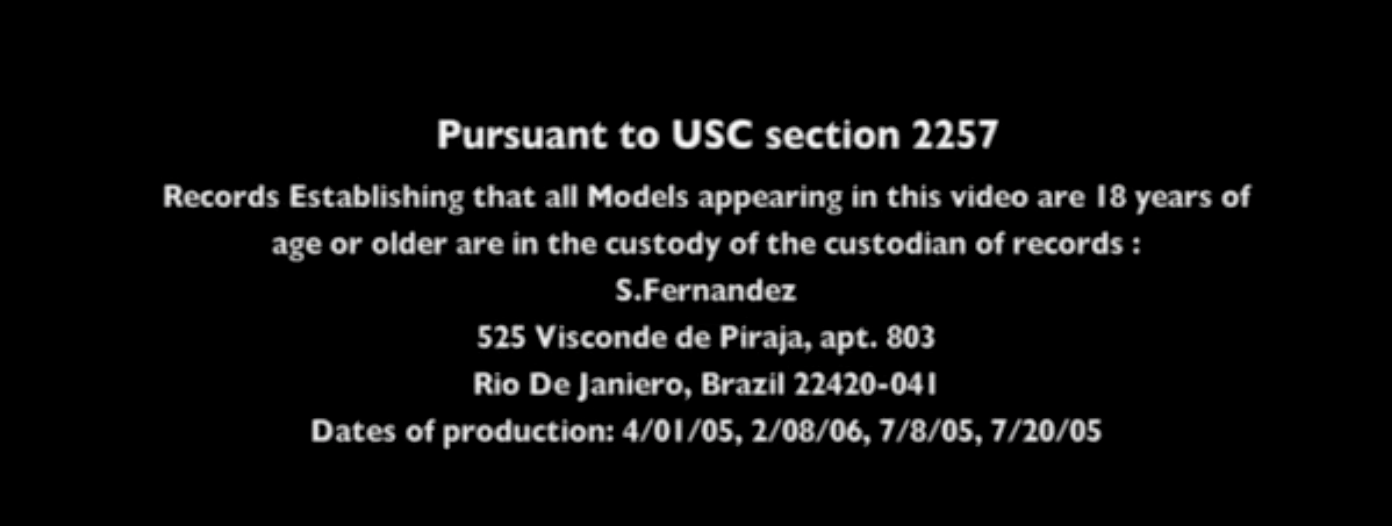 Pursuant to USC section 2257
Records Establishing that all Models appearing in this video are 18 years of
age or older are in the custody of the custodian of records :
S.Fernandez
525 Visconde de Piraja, apt. 803
Rio De Janiero, Brazil 22420-041
Dates of production: 4/01/05, 2/08/06, 7/8/05, 7/20/05